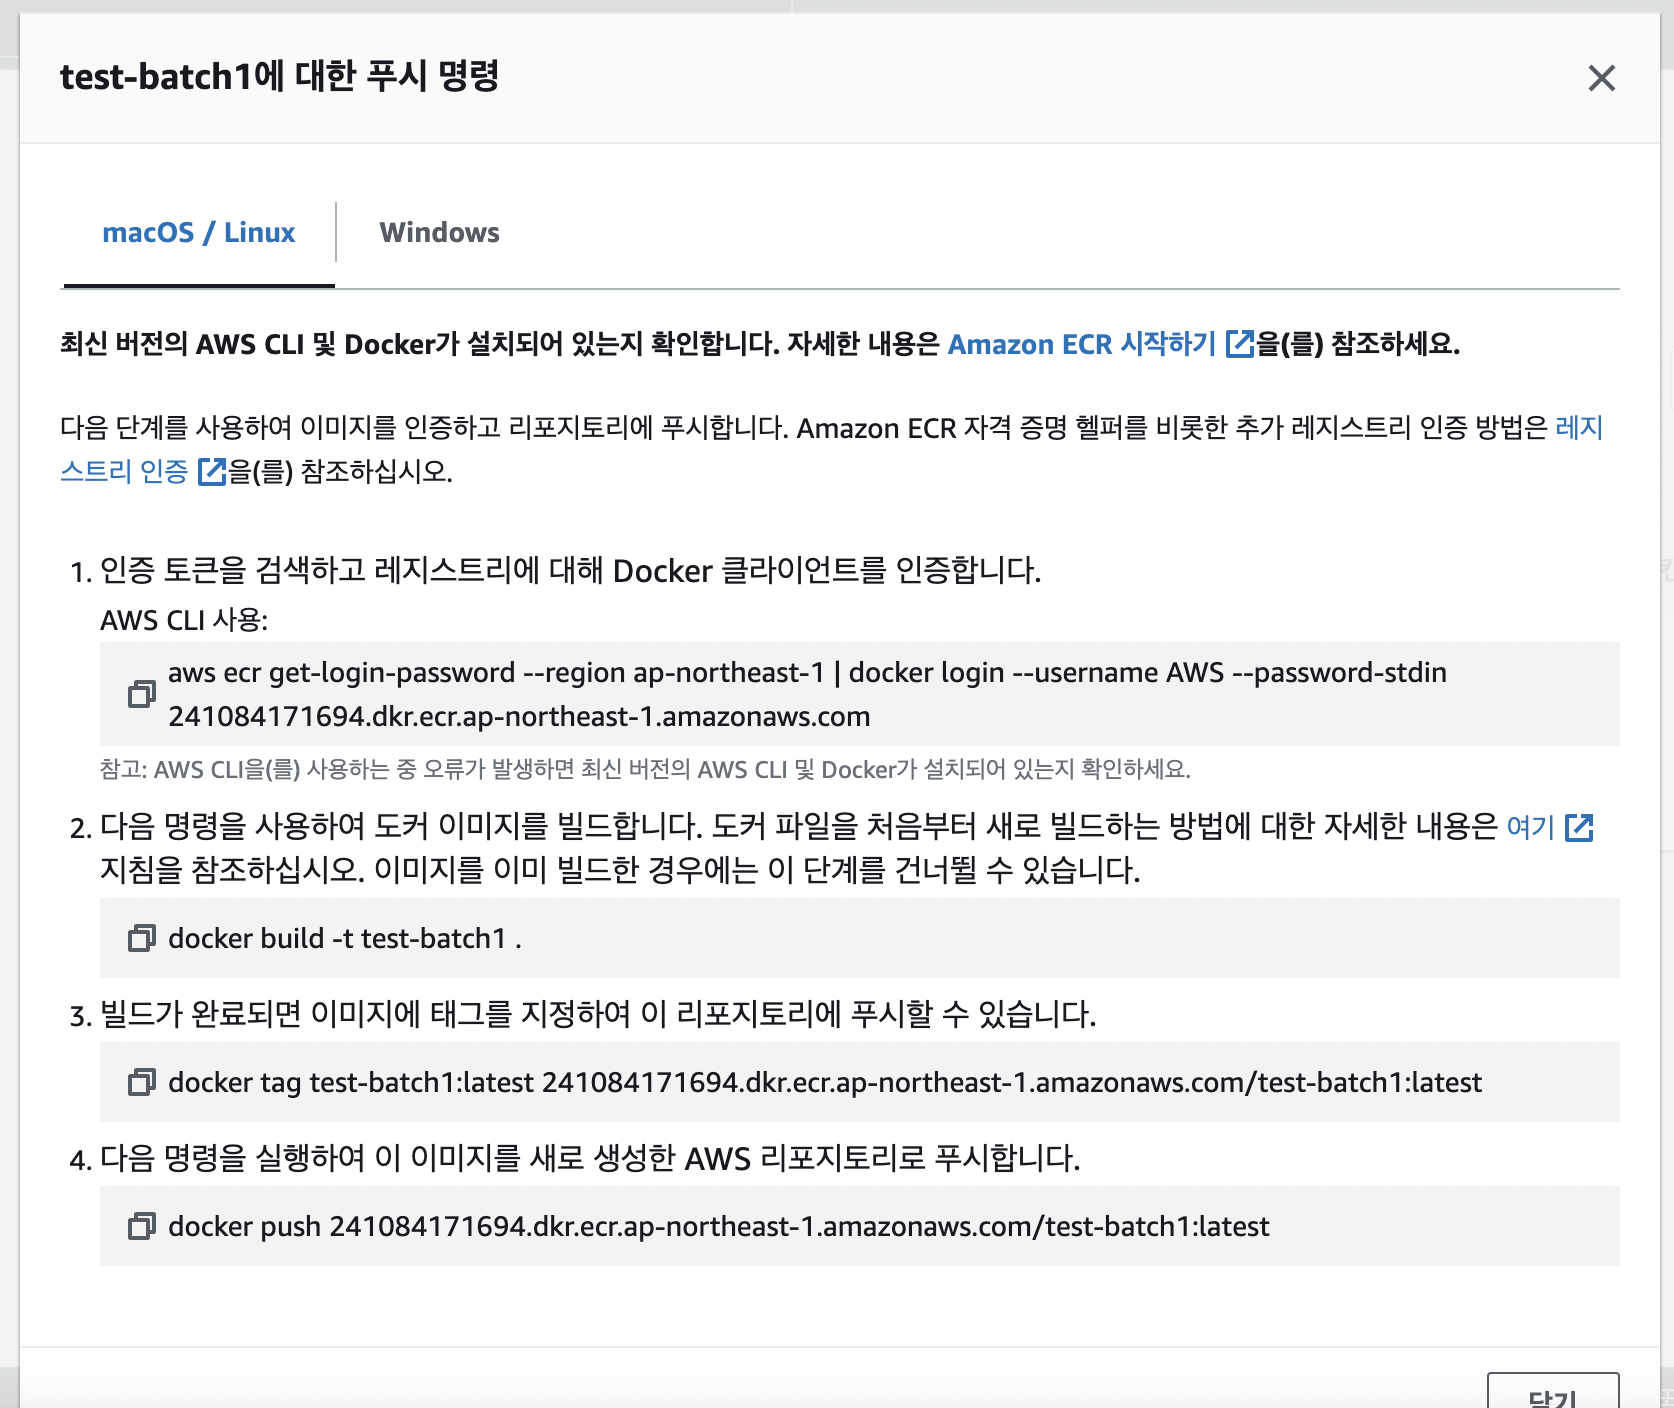 test-batch1에 대한 푸시 명령
macOS / Linux
Windows
최신 버전의 AWS CLI 및 Docker가 설치되어 있는지 확인합니다. 자세한 내용은 Amazon ECR 시작하기 을(를) 참조하세요.
다음 단계를 사용하여 이미지를 인증하고 리포지토리에 푸시합니다. Amazon ECR 자격 증명 헬퍼를 비롯한 추가 레지스트리 인증 방법은 레지
스트리 인증 을(를) 참조하십시오.
1. 인증 토큰을 검색하고 레지스트리에 대해 Docker 클라이언트를 인증합니다.
AWS CLI 사용:
aws ecr get-login-password --region ap-northeast-1 | docker login --username AWS --password-stdin
241084171694.dkr.ecr.ap-northeast-1.amazonaws.com
참고: AWS CLI을(를) 사용하는 중 오류가 발생하면 최신 버전의 AWS CLI 및 Docker가 설치되어 있는지 확인하세요.
2. 다음 명령을 사용하여 도커 이미지를 빌드합니다. 도커 파일을 처음부터 새로 빌드하는 방법에 대한 자세한 내용은 여기
지침을 참조하십시오. 이미지를 이미 빌드한 경우에는 이 단계를 건너뛸 수 있습니다.
docker build -t test-batch1 .
3. 빌드가 완료되면 이미지에 태그를 지정하여 이 리포지토리에 푸시할 수 있습니다.
docker tag test-batch1:latest 241084171694.dkr.ecr.ap-northeast-1.amazonaws.com/test-batch1:latest
4. 다음 명령을 실행하여 이 이미지를 새로 생성한 AWS 리포지토리로 푸시합니다.
docker push 241084171694.dkr.ecr.ap-northeast-1.amazonaws.com/test-batch1:latest
닫기